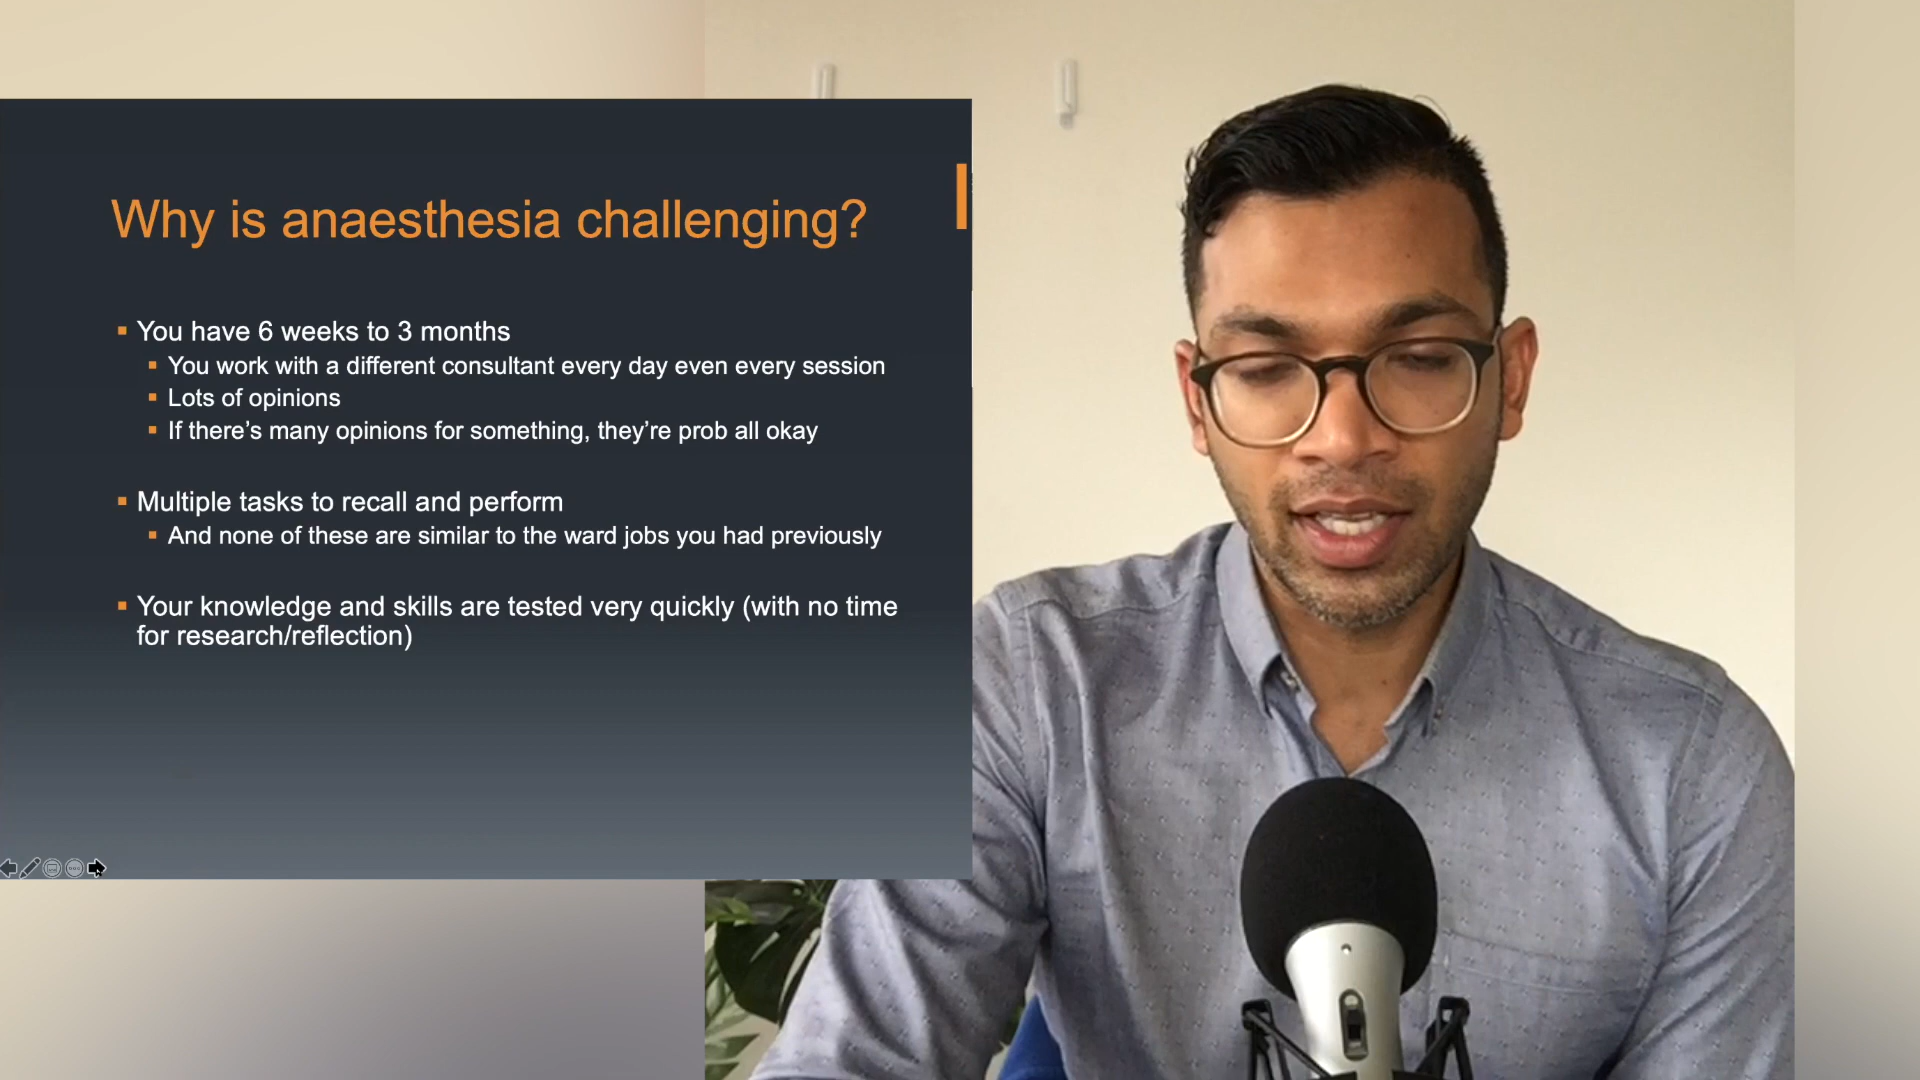 Why is anaesthesia challenging?
You have 6 weeks to 3 months
You work with a different consultant every day even every session
Lots of opinions
If there's many opinions for something, they're prob all okay
Multiple tasks to recall and perform
And none of these are similar to the ward jobs you had previously
Your knowledge and skills are tested very quickly (with no time
for research/reflection)